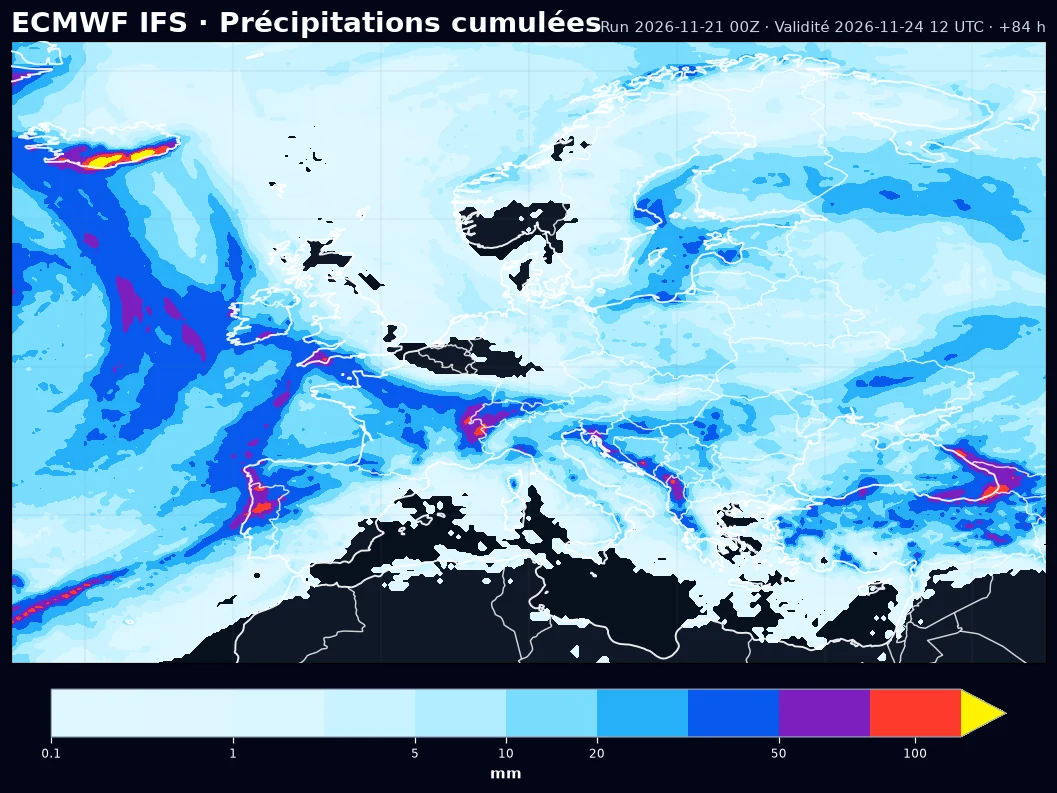 ECMWF IFS · Précipitations cumulées
Run 2026-11-21 00Z · Validité 2026-11-24 12 UTC · +84 h
0.1 1 5 10 20 50 100
mm